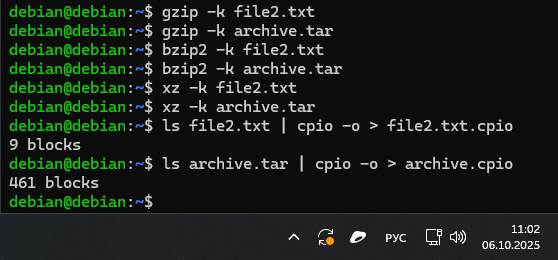 debian@debian:~$ gzip -k file2.txt
debian@debian:~$ gzip -k archive.tar
debian@debian:~$ bzip2 -k file2.txt
debian@debian:~$ bzip2 -k archive.tar
debian@debian:~$ xz -k file2.txt
debian@debian:~$ xz -k archive.tar
debian@debian:~$ ls file2.txt | cpio -o > file2.txt.cpio
9 blocks
debian@debian:~$ ls archive.tar | cpio -o > archive.cpio
461 blocks
debian@debian:~$
РУС
11:02
06.10.2025